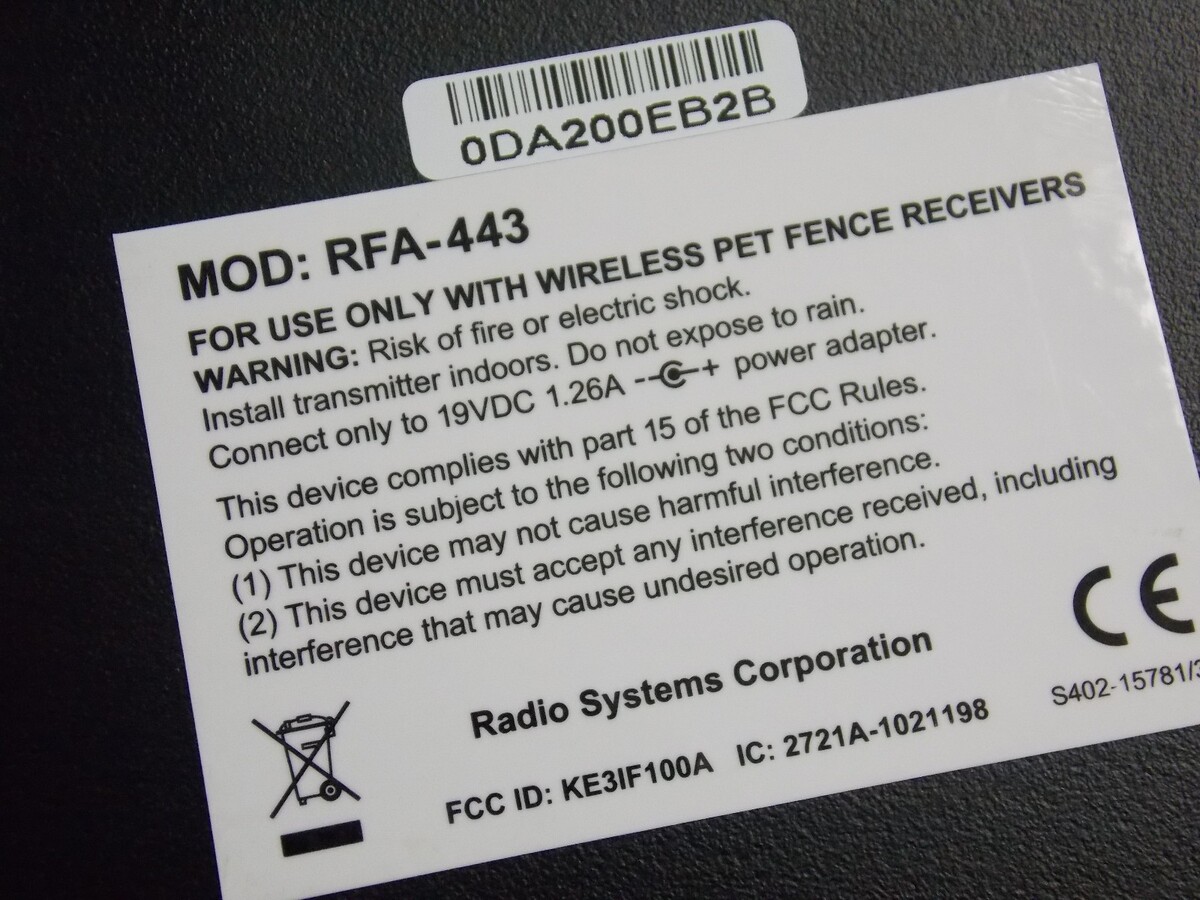 0DA200EB2B
MOD: RFA-443
FOR USE ONLY WITH WIRELESS PET FENCE RECEIVERS
WARNING: Risk of fire or electric shock.
Install transmitter indoors. Do not expose to rain.
Connect only to 19VDC 1.26A - + power adapter.
This device complies with part 15 of the FCC Rules.
Operation is subject to the following two conditions:
(1) This device may not cause harmful interference.
(2) This device must accept any interference received, including
interference that may cause undesired operation.
CE
Radio Systems Corporation
S402-15781/3
FCC ID: KE3IF100A IC: 2721A-1021198